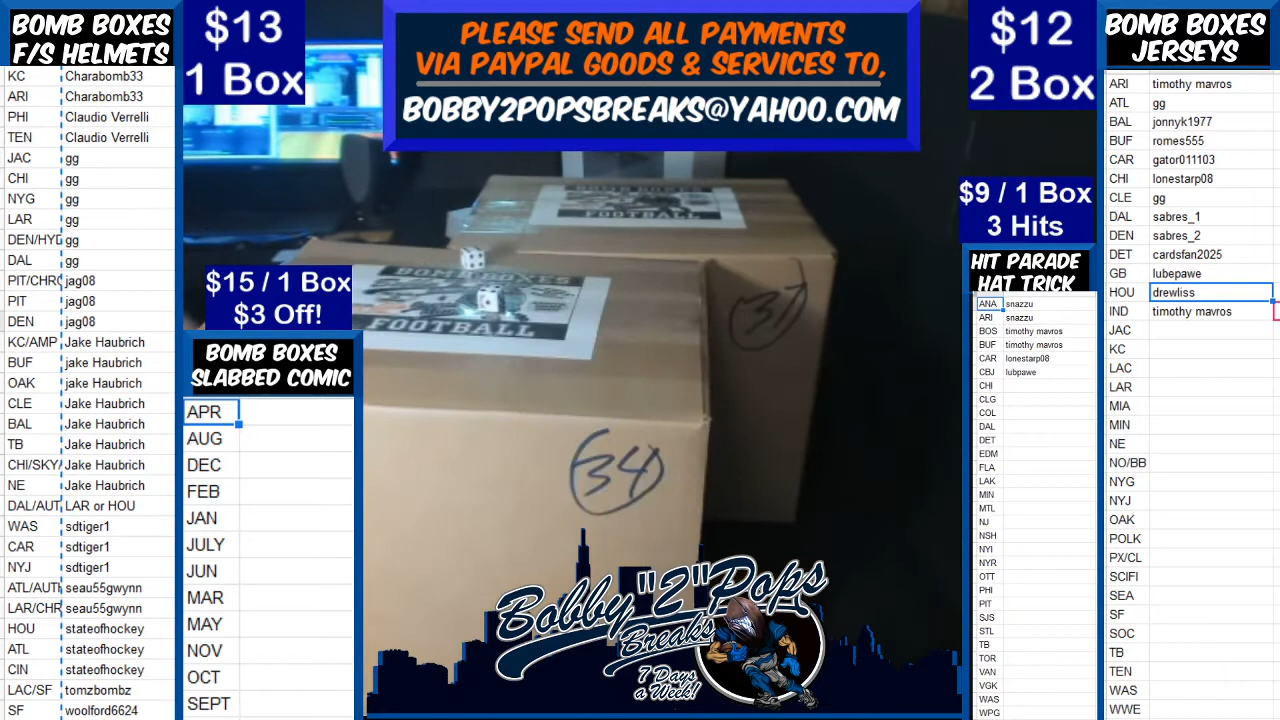 BOMB BOXES
F/S HELMETS
KC Charabomb33
ARI Charabomb33
PHI Claudio Verrelli
TEN Claudio Verrelli
JAC gg
CHI gg
NYG gg
LAR gg
DEN/HYD gg
DAL gg
PIT/CHR jag08
PIT jag08
DEN jag08
KC/AMP Jake Haubrich
BUF jake Haubrich
OAK jake Haubrich
CLE Jake Haubrich
BAL Jake Haubrich
TB Jake Haubrich
CHI/SKY/ Jake Haubrich
NE Jake Haubrich
DAL/AUT LAR or HOU
WAS sdtiger1
CAR sdtiger1
NYJ sdtiger1
ATL/AUT seau55gwynn
LAR/CHR seau55gwynn
HOU stateofhockey
ATL stateofhockey
CIN stateofhockey
LAC/SF tomzbombz
SF woolford6624
$13
1 Box
$15 / 1 Box
$3 Off!
BOMB BOXES
SLABBED COMIC
APR
AUG
DEC
FEB
JAN
JULY
JUN
MAR
MAY
NOV
OCT
SEPT
PLEASE SEND ALL PAYMENTS
VIA PAYPAL GOODS & SERVICES TO,
BOBBY2POPSBREAKS@YAHOO.COM
BOMB BOXES
FOOTBALL
37
BOMB BOXES
FOOTBALL
34
Bobby "2" Pops
Breaks
7 Days
a Week!
$12
2 Box
$9 / 1 Box
3 Hits
HIT PARADE
HAT TRICK
ANA snazzu
ARI snazzu
BOS timothy mavros
BUF timothy mavros
CAR lonestarp08
CBJ lubpawe
CHI
CLG
COL
DAL
DET
EDM
FLA
LAK
MIN
MTL
NJ
NSH
NYI
NYR
OTT
PHI
PIT
SJS
STL
TB
TOR
VAN
VGK
WAS
WPG
BOMB BOXES
JERSEYS
ARI timothy mavros
ATL gg
BAL jonnyk1977
BUF romes555
CAR gator011103
CHI lonestarp08
CLE gg
DAL sabres_1
DEN sabres_2
DET cardsfan2025
GB lubepawe
HOU drewliss
IND timothy mavros
JAC
KC
LAC
LAR
MIA
MIN
NE
NO/BB
NYG
NYJ
OAK
POLK
PX/CL
SCIFI
SEA
SF
SOC
TB
TEN
WAS
WWE